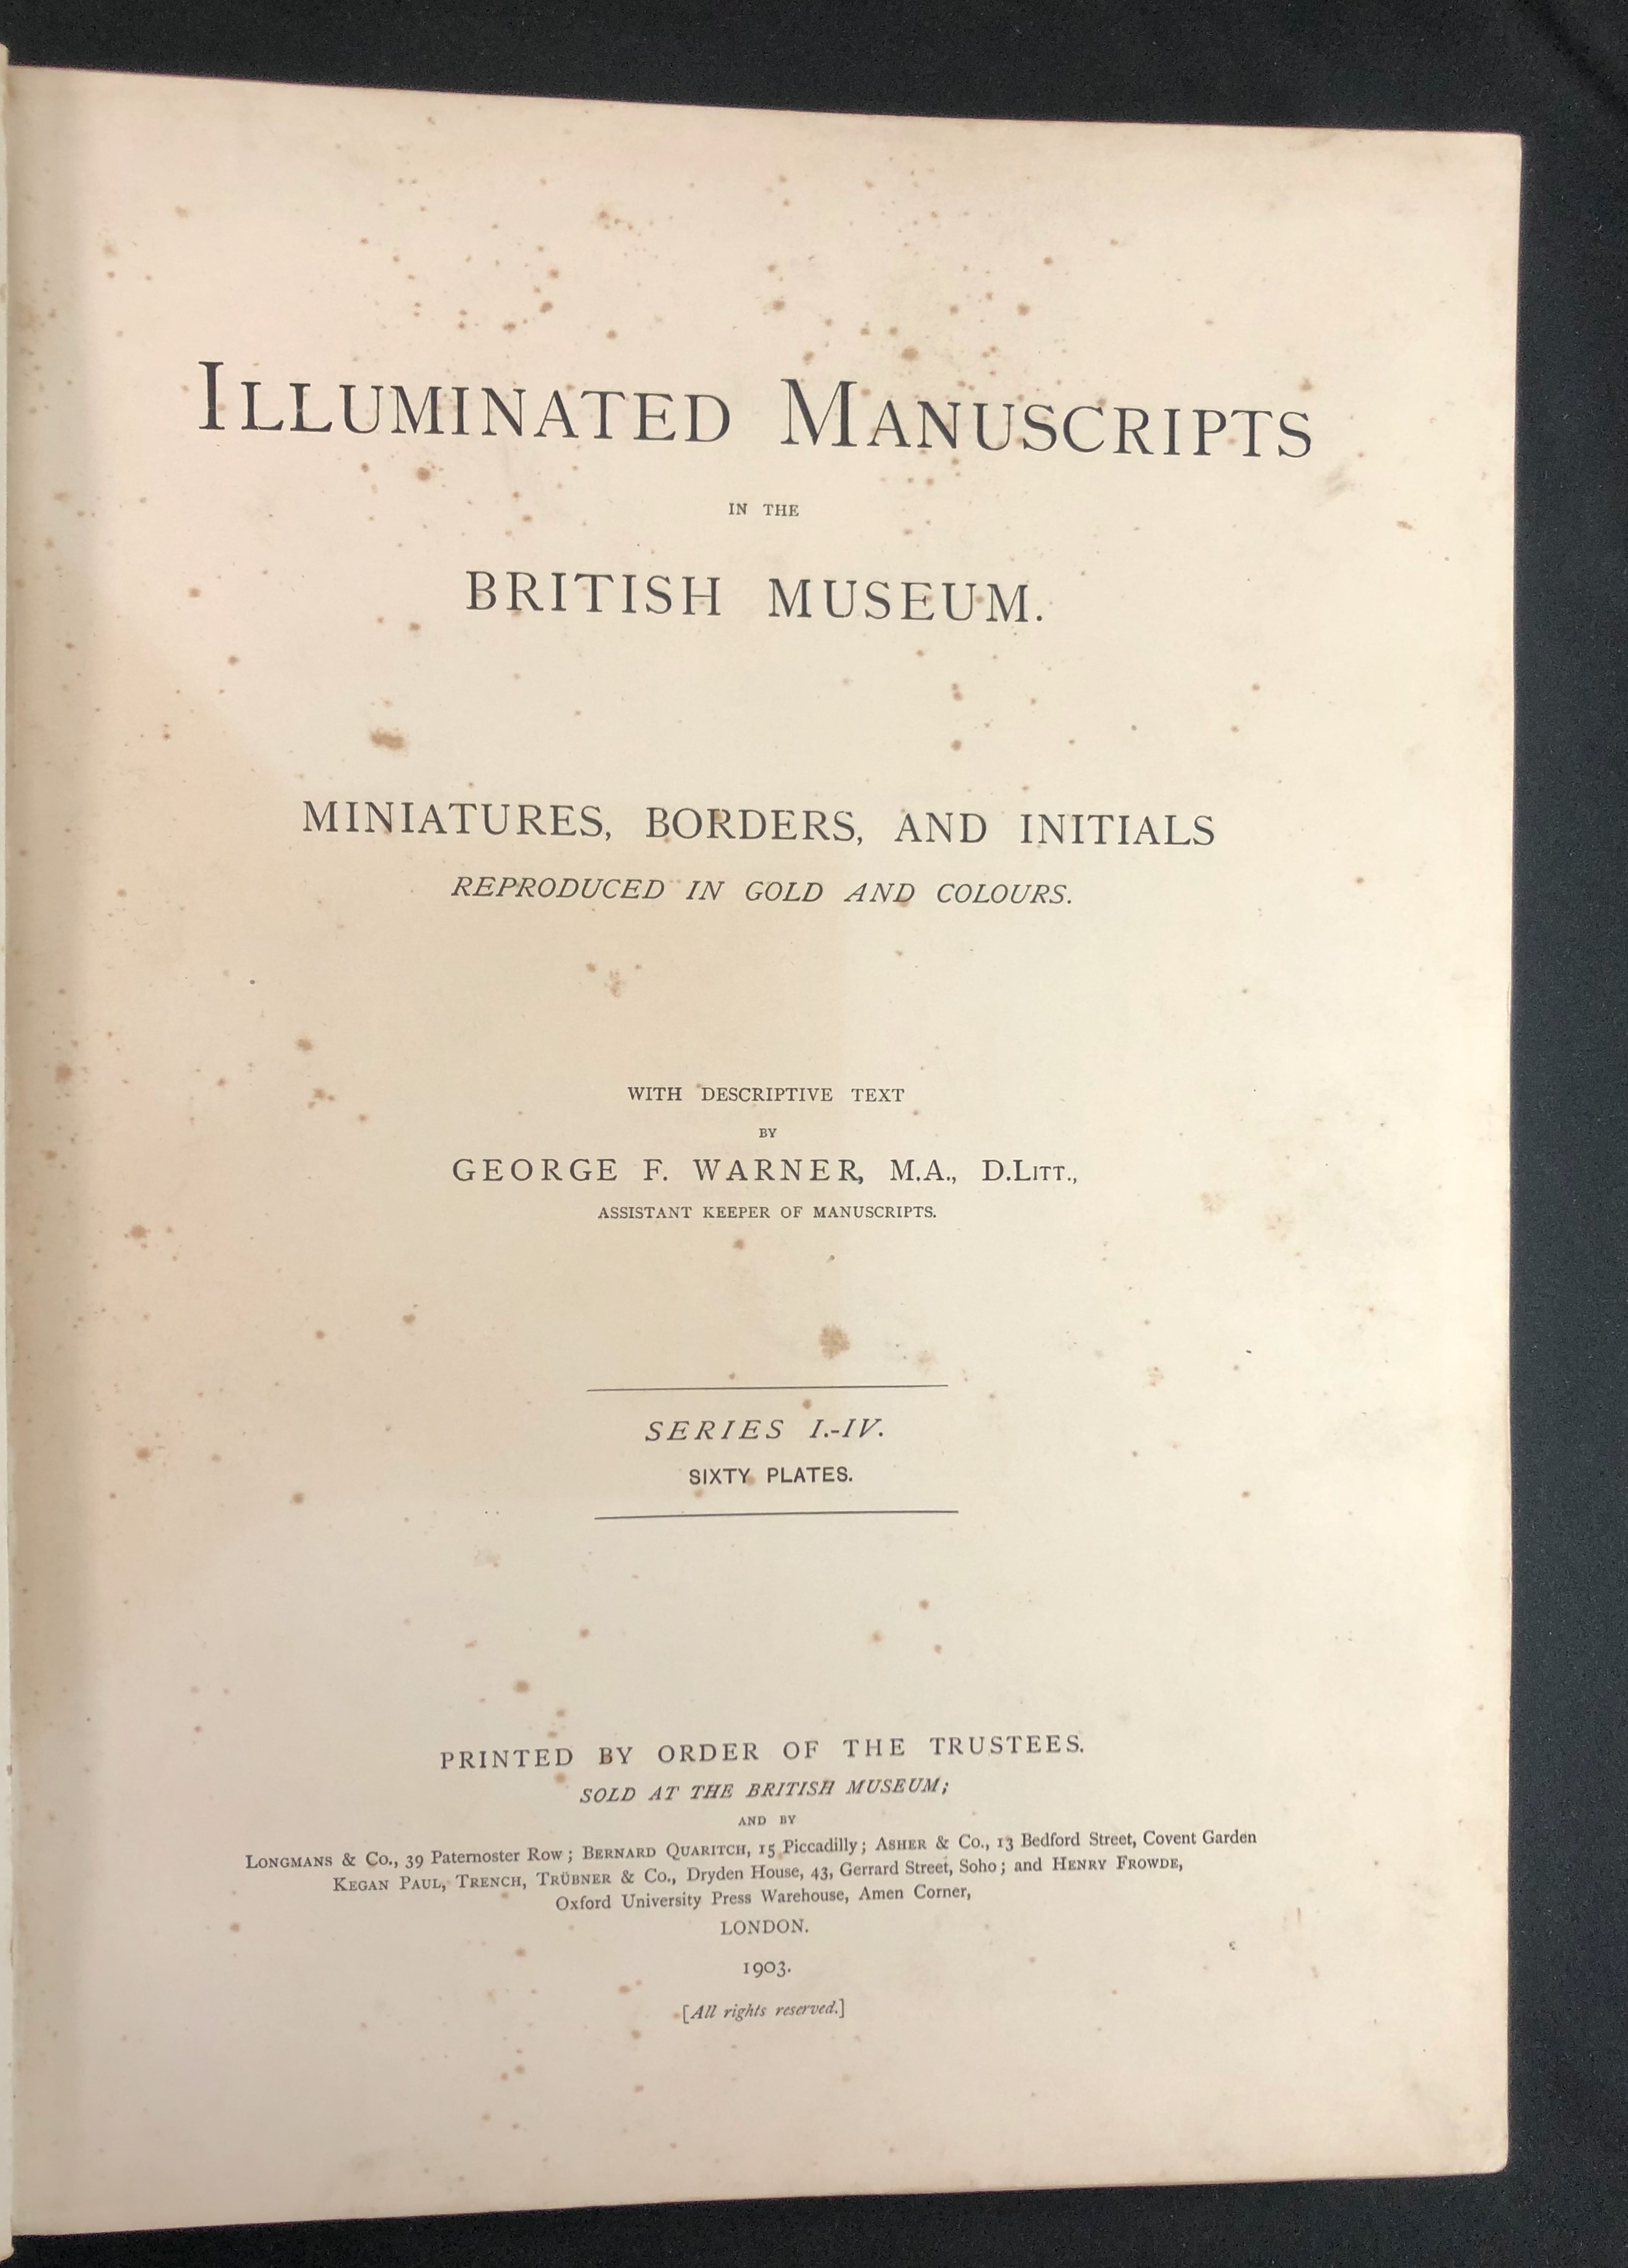 ILLUMINATED MANUSCRIPTS
IN THE
BRITISH MUSEUM.
MINIATURES, BORDERS, AND INITIALS
REPRODUCED IN GOLD AND COLOURS.
WITH DESCRIPTIVE TEXT
BY
GEORGE F. WARNER, M.A., D.LITT.,
ASSISTANT KEEPER OF MANUSCRIPTS.
SERIES I.-IV.
SIXTY PLATES.
PRINTED BY ORDER OF THE TRUSTEES.
SOLD AT THE BRITISH MUSEUM;
AND BY
LONGMANS & Co., 39 Paternoster Row; BERNARD QUARITCH, 15 Piccadilly; ASHER & Co., 13 Bedford Street, Covent Garden
KEGAN PAUL, TRENCH, TRÜBNER & Co., Dryden House, 43, Gerrard Street, Soho; and HENRY FROWDE,
Oxford University Press Warehouse, Amen Corner,
LONDON.
1903.
[All rights reserved.]